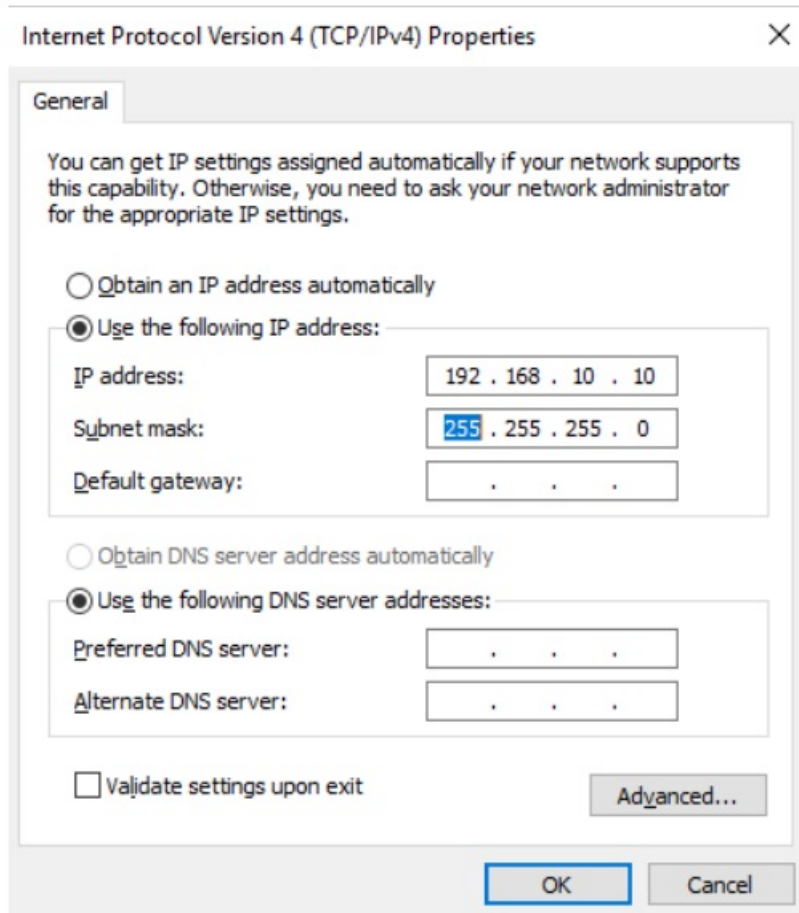 Internet Protocol Version 4 (TCP/IPv4) Properties
General
You can get IP settings assigned automatically if your network supports
this capability. Otherwise, you need to ask your network administrator
for the appropriate IP settings.
Obtain an IP address automatically
Use the following IP address:
IP address: 192 . 168 . 10 . 10
Subnet mask: 255 . 255 . 255 . 0
Default gateway: . . .
Obtain DNS server address automatically
Use the following DNS server addresses:
Preferred DNS server: . . .
Alternate DNS server: . . .
Validate settings upon exit
Advanced...
OK Cancel